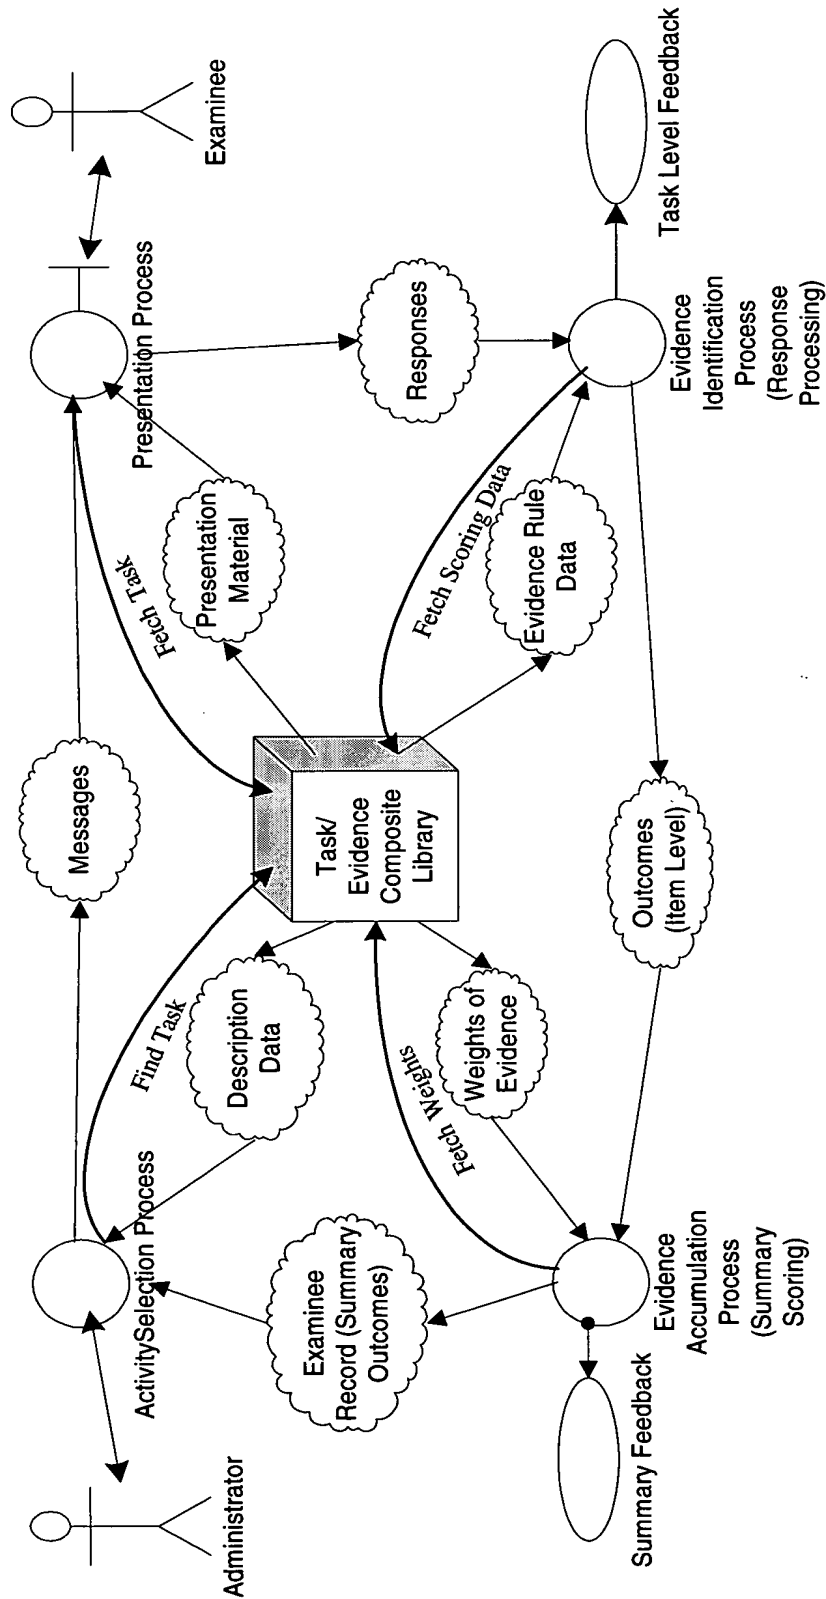 Administrator
Examinee
ActivitySelection Process
Messages
Presentation Process
Find Task
Fetch Task
Description
Data
Presentation
Material
Examinee
Record (Summary
Outcomes)
Task/
Evidence
Composite
Library
Responses
Fetch Weights
Weights of
Evidence
Fetch Scoring Data
Evidence Rule
Data
Summary Feedback
Evidence
Accumulation
Process
(Summary
Scoring)
Outcomes
(Item Level)
Evidence
Identification
Process
(Response
Processing)
Task Level Feedback